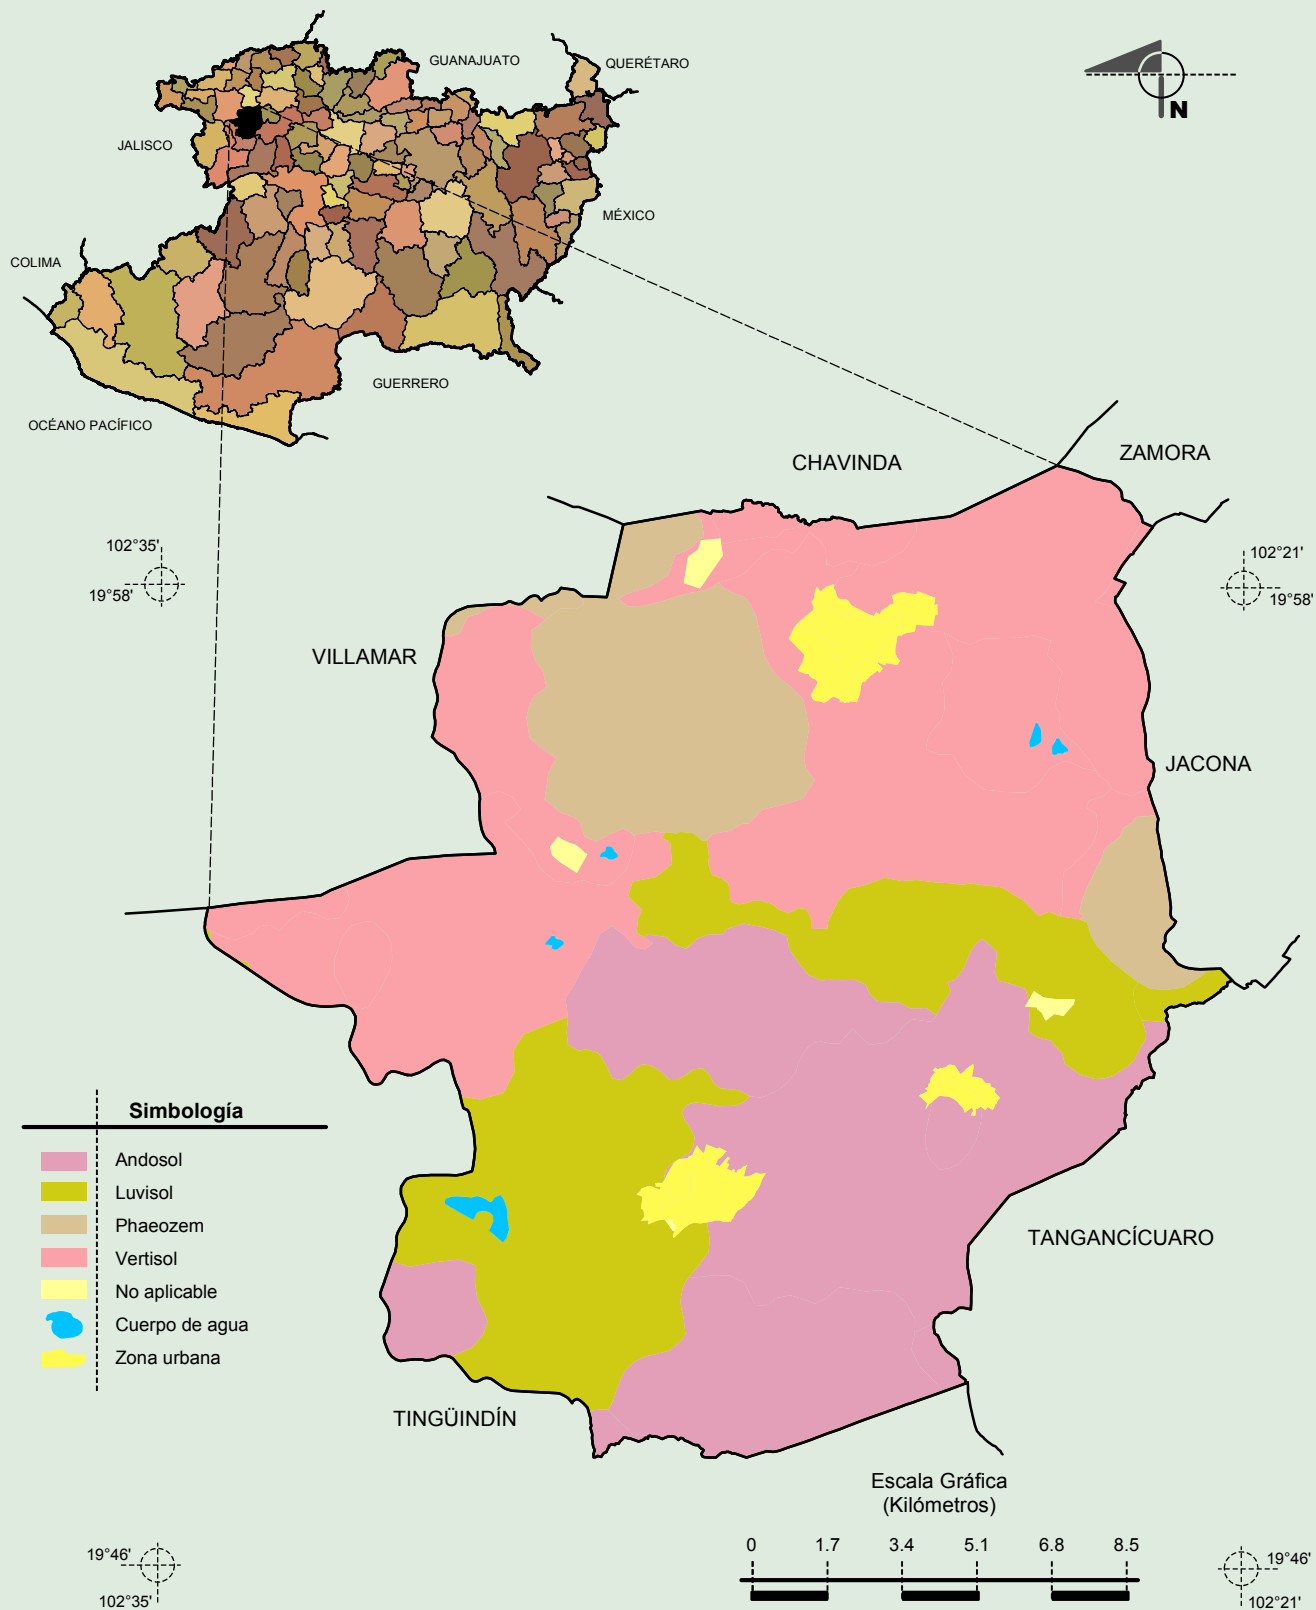 GUANAJUATO
QUERÉTARO
N
JALISCO
MÉXICO
COLIMA
GUERRERO
OCÉANO PACÍFICO
CHAVINDA
ZAMORA
102°35'
19°58'
102°21'
19°58'
VILLAMAR
JACONA
Simbología
Andosol
Luvisol
Phaeozem
Vertisol
No aplicable
Cuerpo de agua
Zona urbana
TANGANCÍCUARO
TINGÜINDÍN
Escala Gráfica
(Kilómetros)
0 1.7 3.4 5.1 6.8 8.5
19°46'
102°35'
19°46'
102°21'